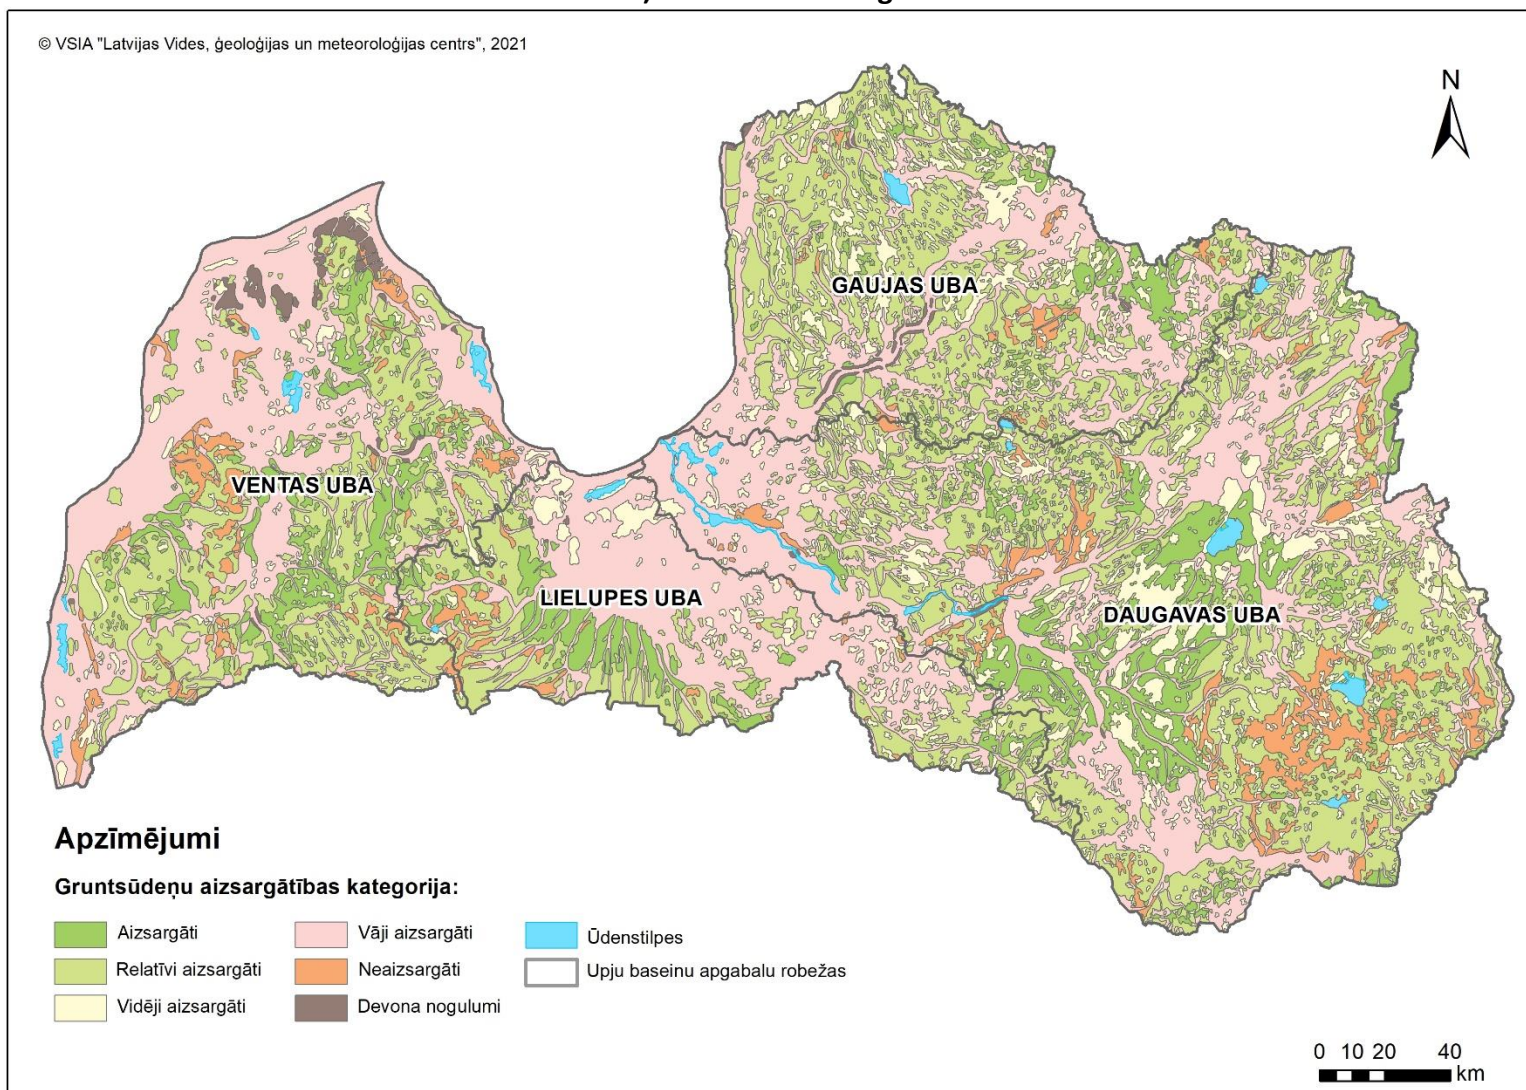 © VSIA "Latvijas Vides, ģeoloģijas un meteoroloģijas centrs", 2021
N
GAUJAS UBA
VENTAS UBA
LIELUPES UBA
DAUGAVAS UBA
Apzīmējumi
Gruntsūdeņu aizsargātības kategorija:
Aizsargāti
Vāji aizsargāti
Ūdenstilpes
Relatīvi aizsargāti
Neaizsargāti
Upju baseinu apgabalu robežas
Vidēji aizsargāti
Devona nogulumi
0 10 20 40
km